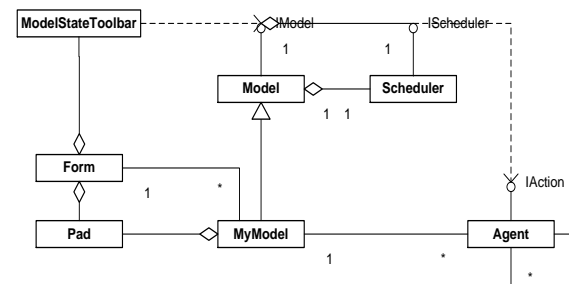 ModelStateToolbar
IModel
IScheduler
1
1
Model
Scheduler
1 1
IAction
Form
1
*
Pad
MyModel
Agent
1
*
*